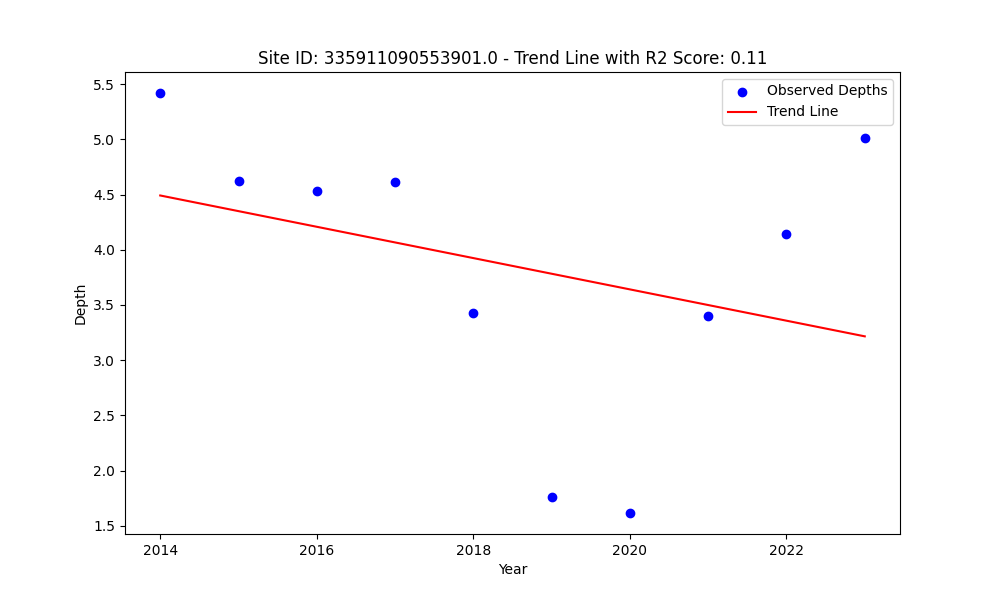 Site ID: 335911090553901.0 - Trend Line with R2 Score: 0.11
Observed Depths
Trend Line
5.5
5.0
4.5
4.0
3.5
3.0
2.5
2.0
1.5
Depth
2014
2016
2018
2020
2022
Year